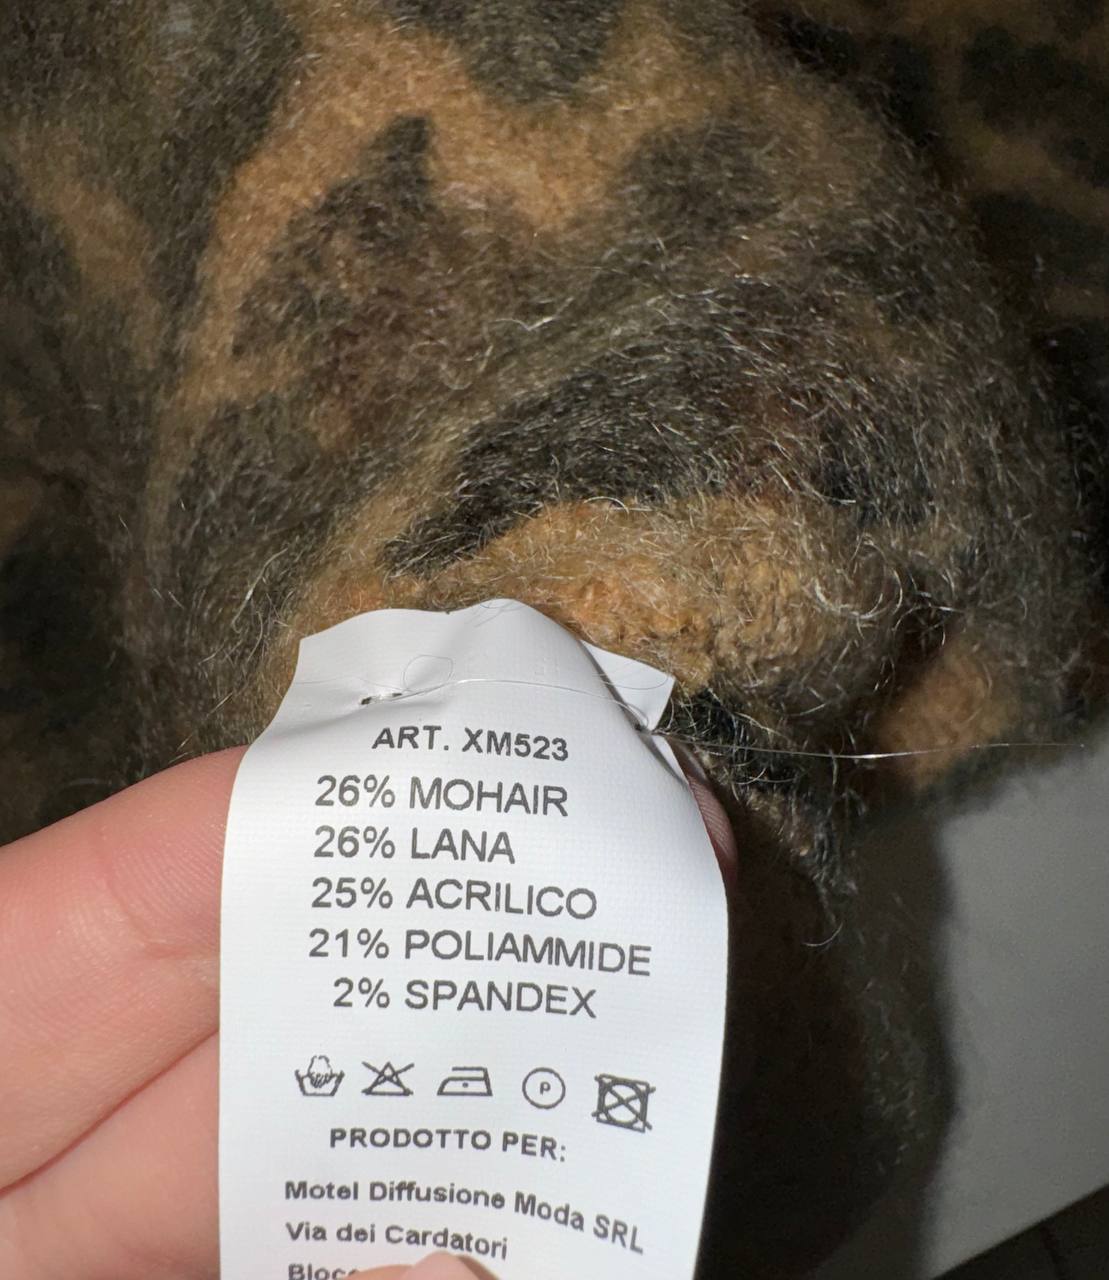 ART. XM523
26% MOHAIR
26% LANA
25% ACRILICO
21% POLIAMMIDE
2% SPANDEX
P
PRODOTTO PER:
Motel Diffusione Moda SRL
Via dei Cardatori